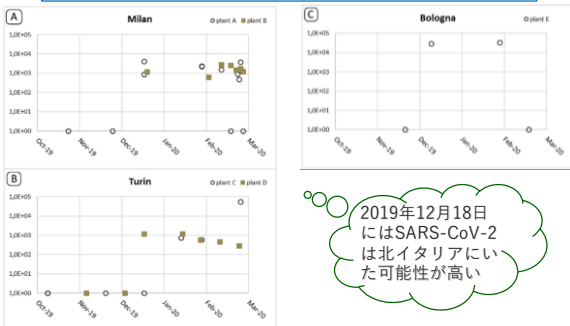 A
Milan
plant A
plant B
1,0E+05
1,0E+04
1,0E+03
1,0E+02
1,0E+01
1,0E+00
Oct-19
Nov-19
Dec-19
Jan-20
Feb-20
Mar-20
B
Turin
plant C
plant D
1,0E+05
1,0E+04
1,0E+03
1,0E+02
1,0E+01
1,0E+00
Oct-19
Nov-19
Dec-19
Jan-20
Feb-20
Mar-20
C
Bologna
plant E
1,0E+05
1,0E+04
1,0E+03
1,0E+02
1,0E+01
1,0E+00
Oct-19
Nov-19
Dec-19
Jan-20
Feb-20
Mar-20
2019年12月18日
にはSARS-CoV-2
は北イタリアにい
た可能性が高い